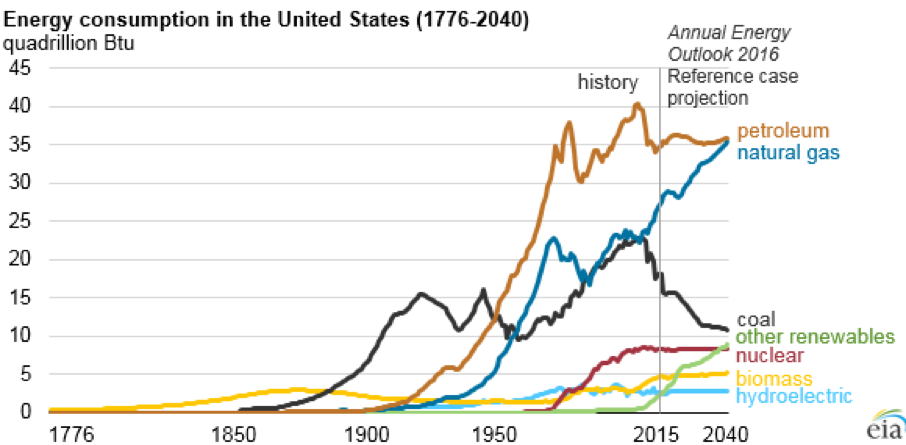 Energy consumption in the United States (1776-2040)
quadrillion Btu
Annual Energy
Outlook 2016
Reference case
projection
history
45
40
35
30
25
20
15
10
5
0
petroleum
natural gas
coal
other renewables
nuclear
biomass
hydroelectric
1776
1850
1900
1950
2015
2040
eia